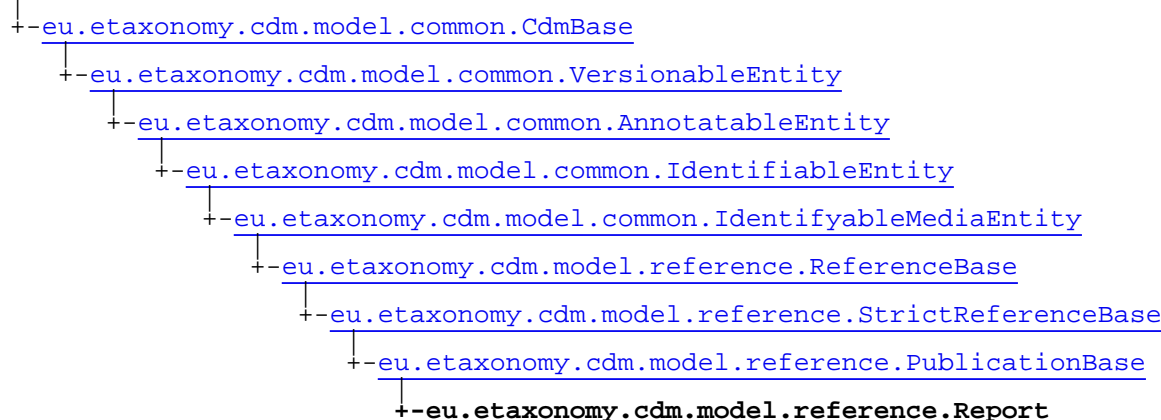 +-eu.etaxonomy.cdm.model.common.CdmBase
+-eu.etaxonomy.cdm.model.common.VersionableEntity
+-eu.etaxonomy.cdm.model.common.AnnotatableEntity
+-eu.etaxonomy.cdm.model.common.IdentifiableEntity
+-eu.etaxonomy.cdm.model.common.IdentifyableMediaEntity
+-eu.etaxonomy.cdm.model.reference.ReferenceBase
+-eu.etaxonomy.cdm.model.reference.StrictReferenceBase
+-eu.etaxonomy.cdm.model.reference.PublicationBase
+-eu.etaxonomy.cdm.model.reference.Report